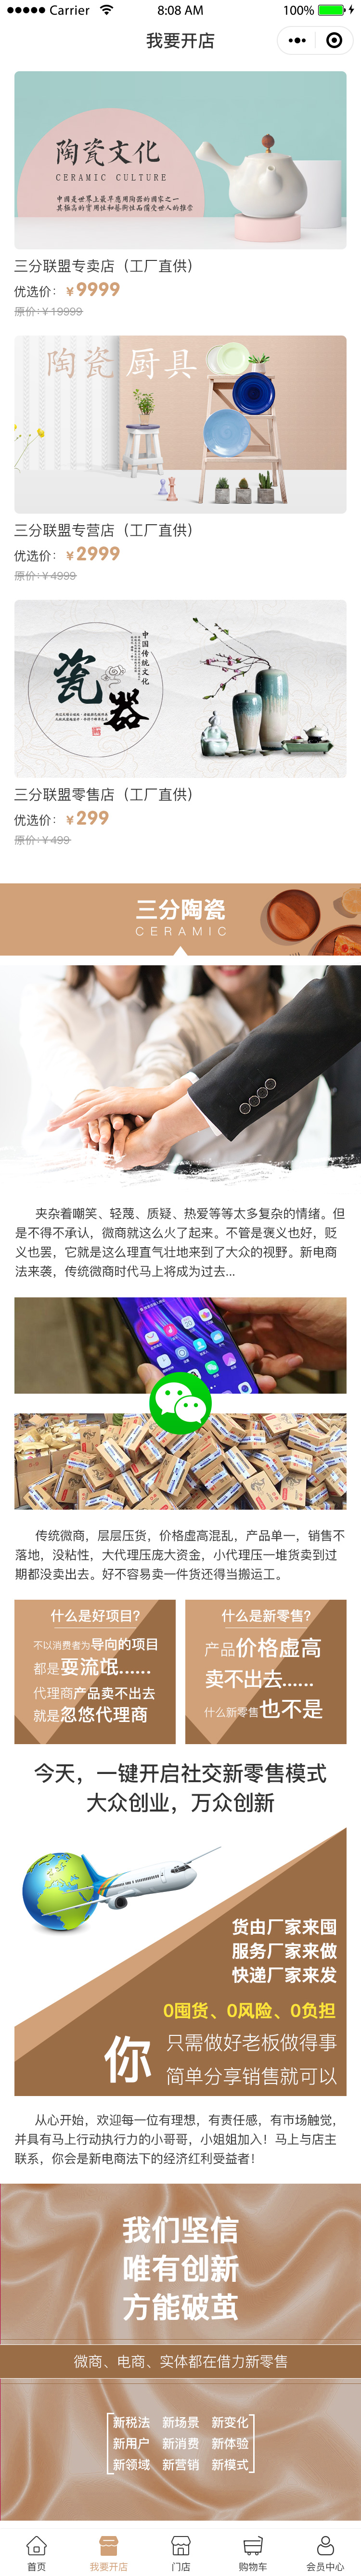 Carrier
8:08 AM
100%
我要开店
陶瓷文化
CERAMIC CULTURE
中国是世界上最早应用陶器的国家之一
三分联盟专卖店（工厂直供）
优选价：￥9999
原价：￥19999
陶瓷 厨具
三分联盟专营店（工厂直供）
优选价：￥2999
原价：￥4999
瓷器
中国传统文化
三分联盟零售店（工厂直供）
优选价：￥299
原价：￥499
三分陶瓷
CERAMIC
夹杂着嘲笑、轻蔑、质疑、热爱等等太多复杂的情绪。但
是不得不承认，微商就这么火了起来。不管是褒义也好，贬
义也罢，它就是这么理直气壮地来到了大众的视野。新电商
法来袭，传统微商时代马上将成为过去...
传统微商，层层压货，价格虚高混乱，产品单一，销售不
落地，没粘性，大代理压庞大资金，小代理压一堆货卖到过
期都没卖出去。好不容易卖一件货还得当搬运工。
什么是好项目？
不以消费者为导向的项目
都是耍流氓……
代理商产品卖不出去
就是忽悠代理商
什么是新零售？
产品价格虚高
卖不出去……
什么新零售也不是
今天，一键开启社交新零售模式
大众创业，万众创新
货由厂家来囤
服务厂家来做
快递厂家来发
0囤货、0风险、0负担
你 只需做好老板做得事
简单分享销售就可以
从心开始，欢迎每一位有理想，有责任感，有市场触觉，
并具有马上行动执行力的小哥哥，小姐姐加入！马上与店主
联系，你会是新电商法下的经济红利受益者！
我们坚信
唯有创新
方能破茧
微商、电商、实体都在借力新零售
新税法 新场景 新变化
新用户 新消费 新体验
新领域 新营销 新模式
首页 我要开店 门店 购物车 会员中心